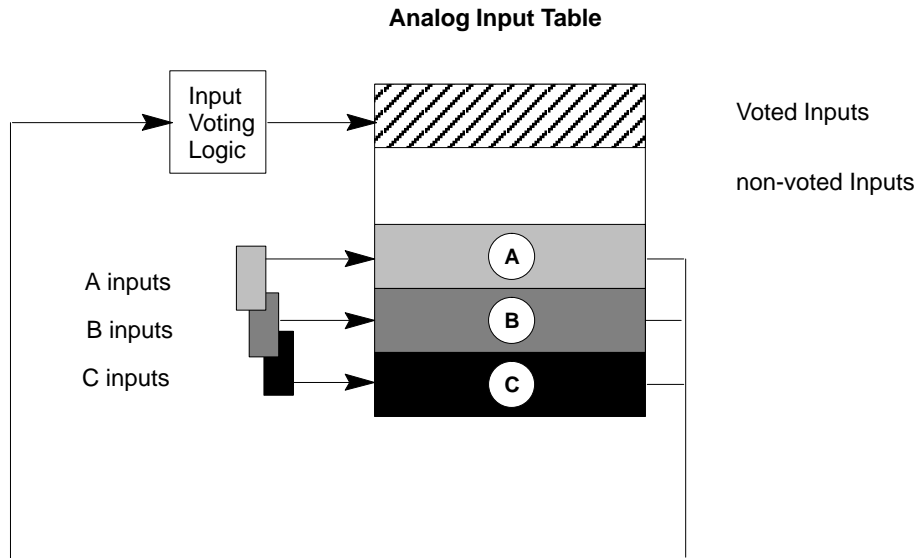 Analog Input Table
Input
Voting
Logic
Voted Inputs
non-voted Inputs
A
A inputs
B
B inputs
C inputs
C